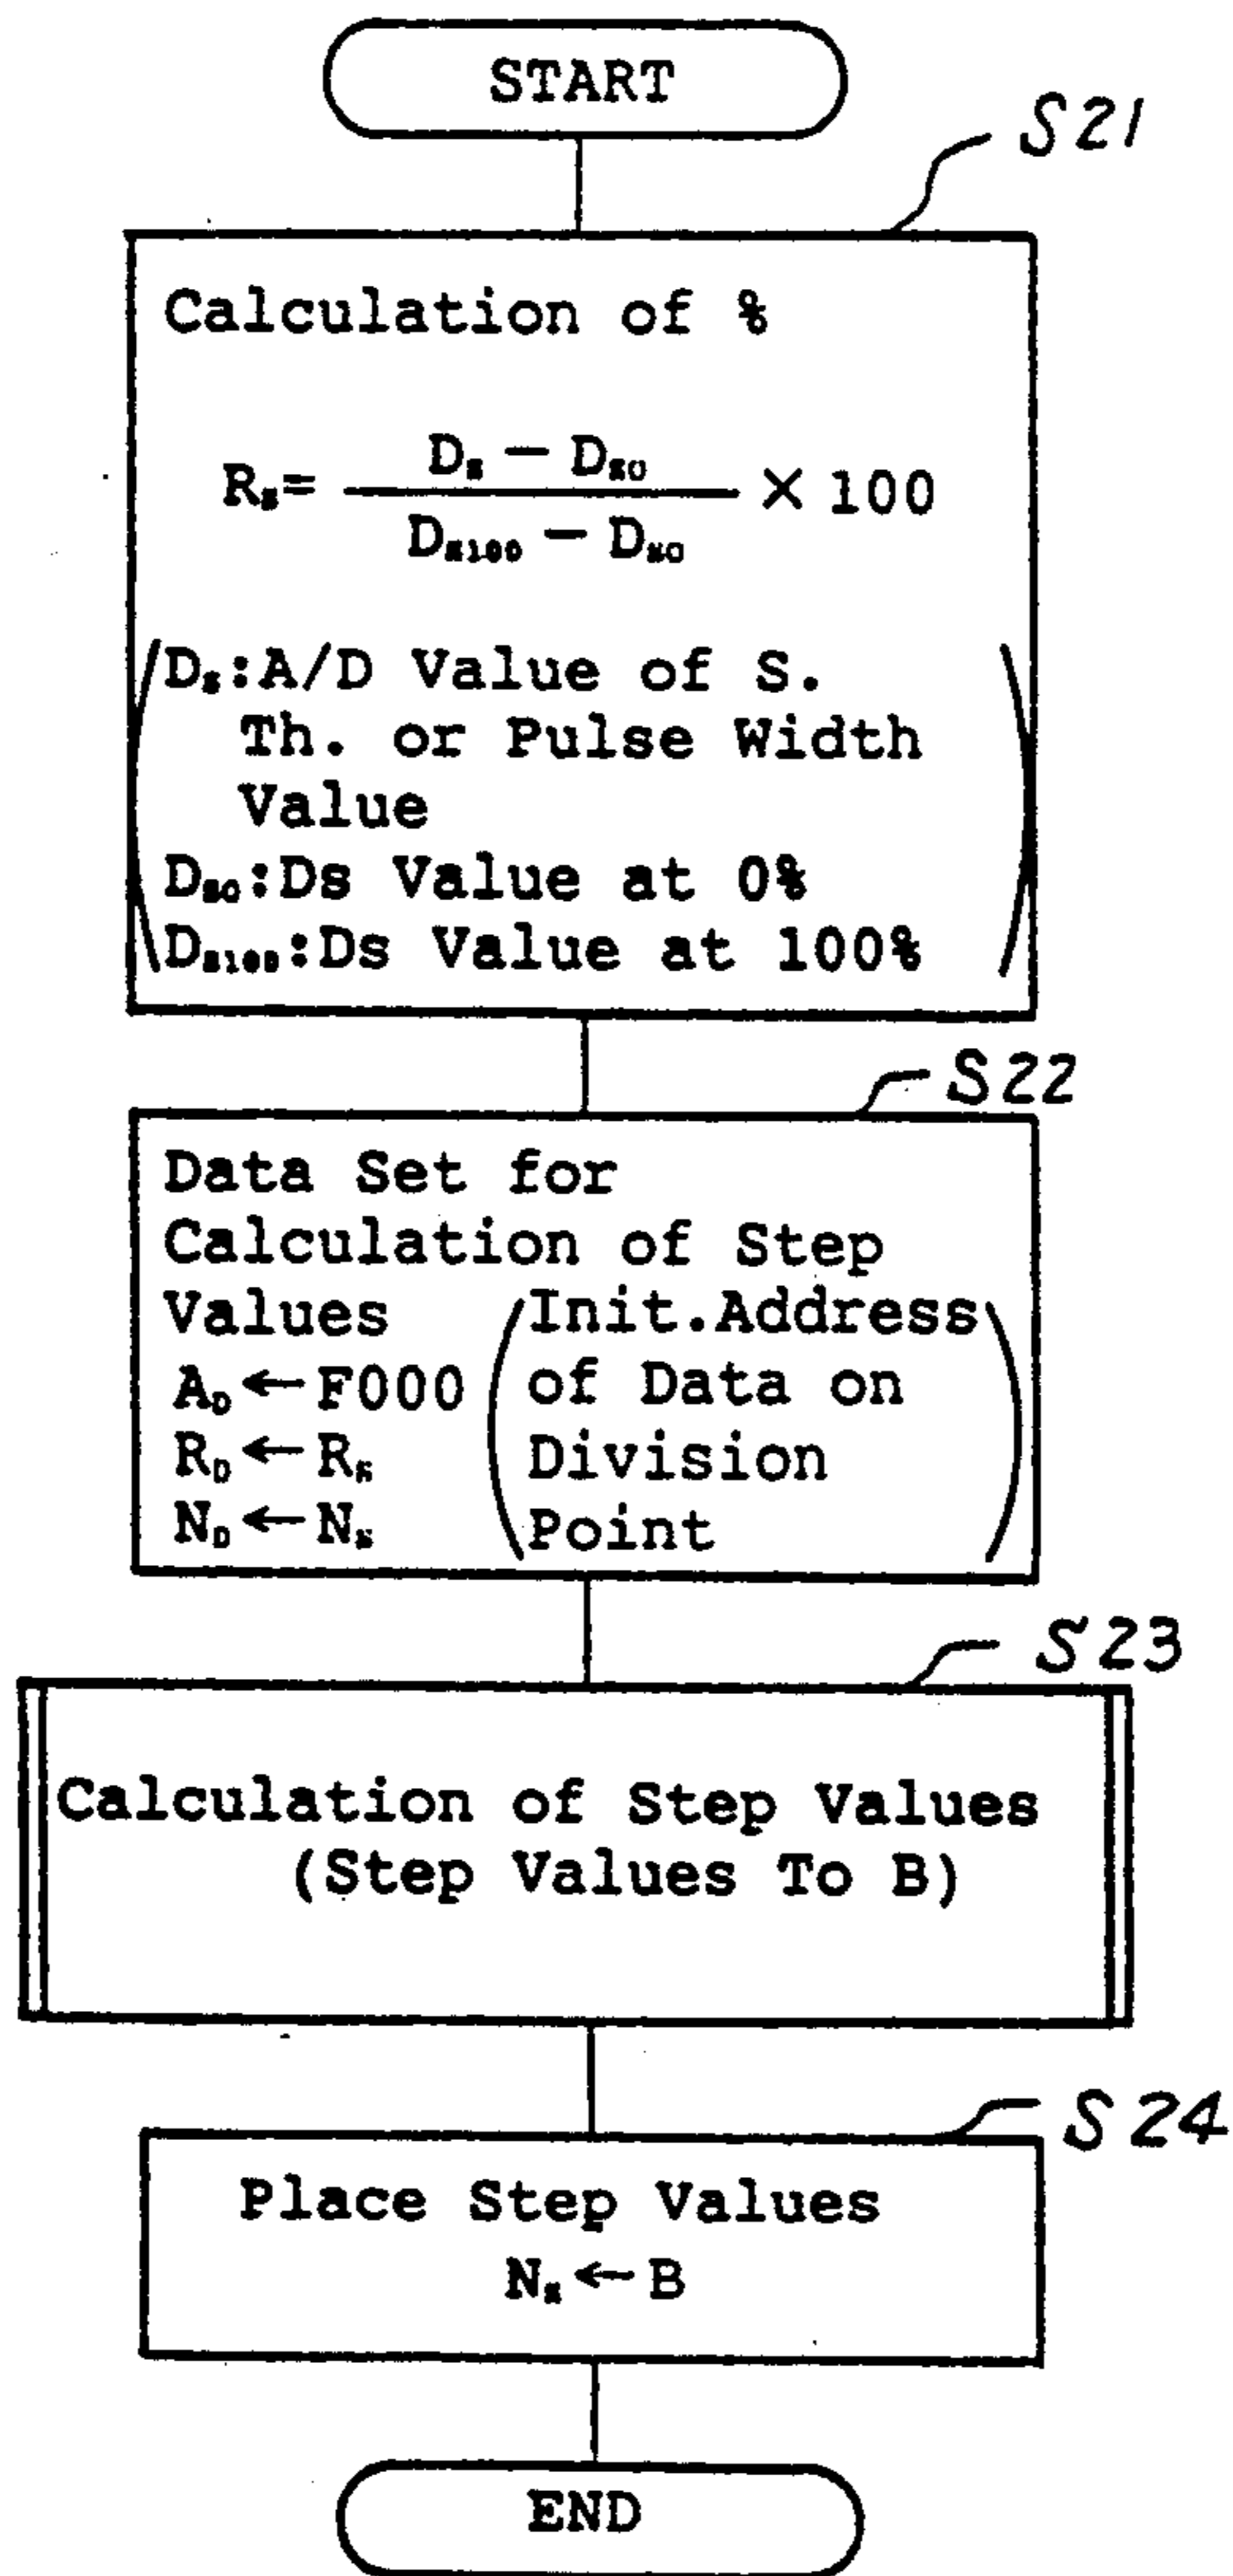 START
S21
Calculation of %
Rs= Ds − Ds0 / Ds100 − Ds0 × 100
Ds:A/D Value of S.
Th. or Pulse Width
Value
Ds0:Ds Value at 0%
Ds100:Ds Value at 100%
S22
Data Set for
Calculation of Step
Values
AD ← F000
RD ← Rs
ND ← Ns
(Init.Address
of Data on
Division
Point)
S23
Calculation of Step Values
(Step Values To B)
S24
Place Step Values
Ns ← B
END